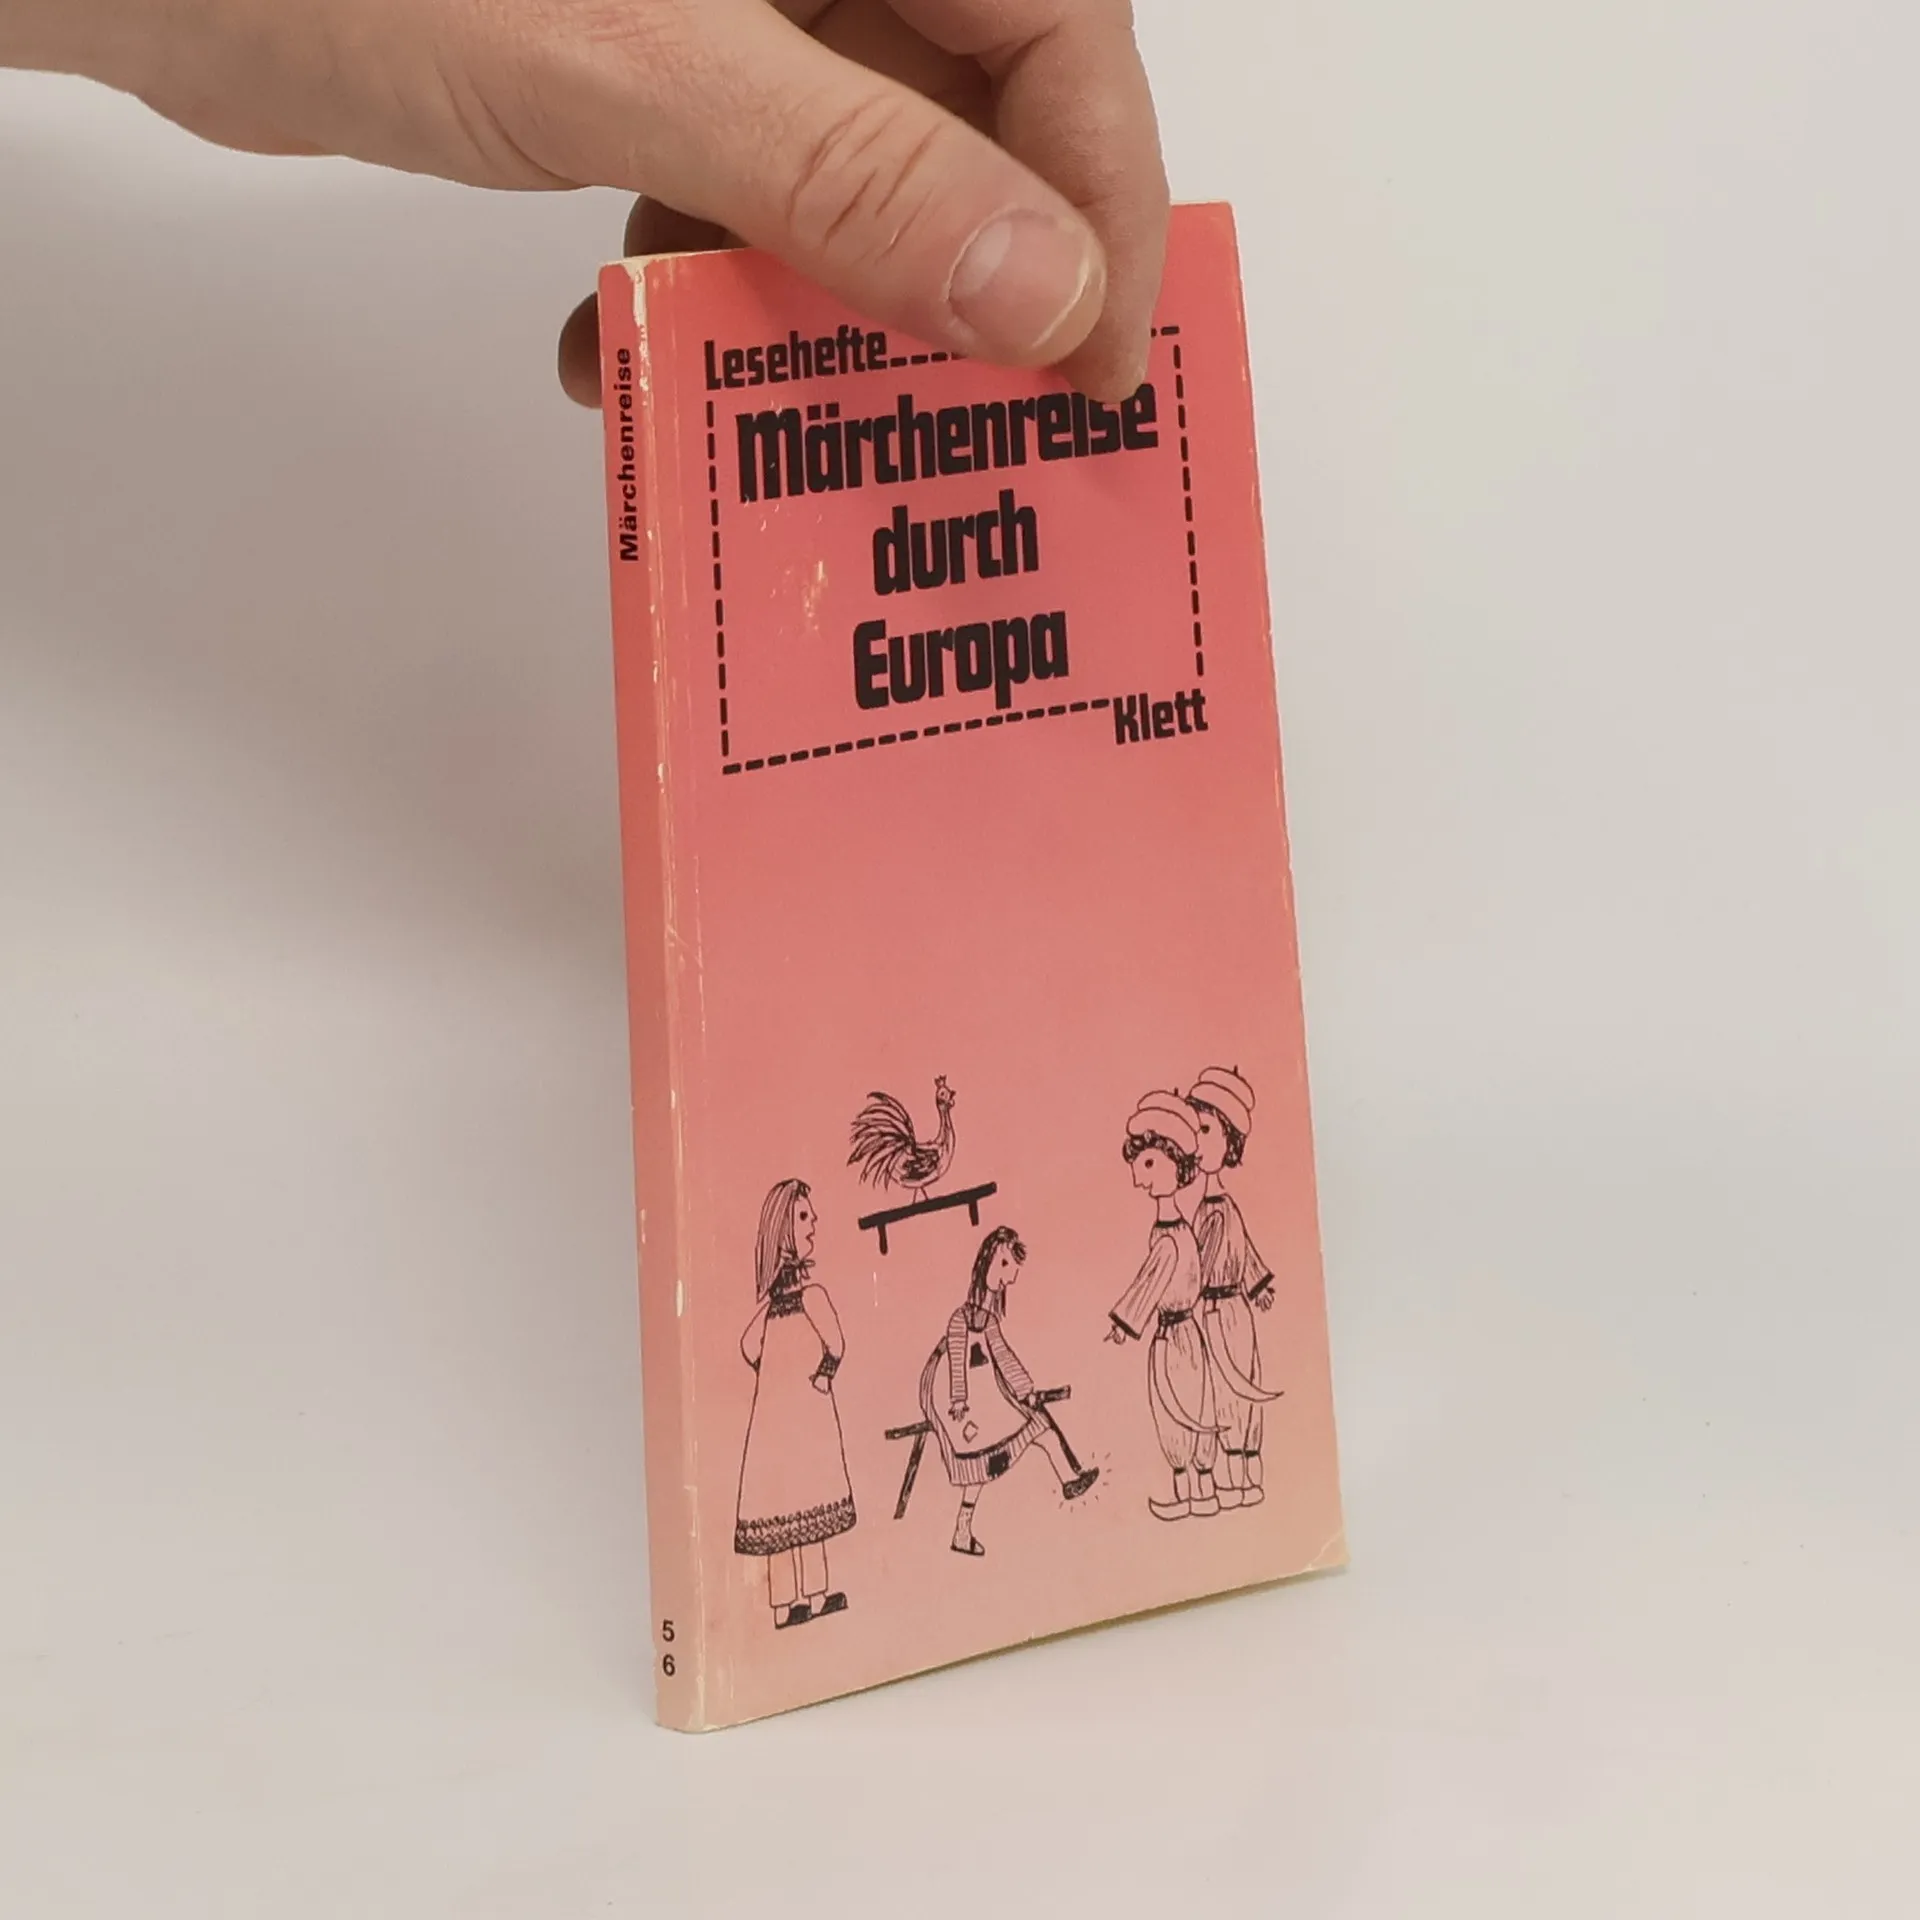 Märchenreise
5
6
Lesehefte
Märchenreise
durch
Europa
Klett